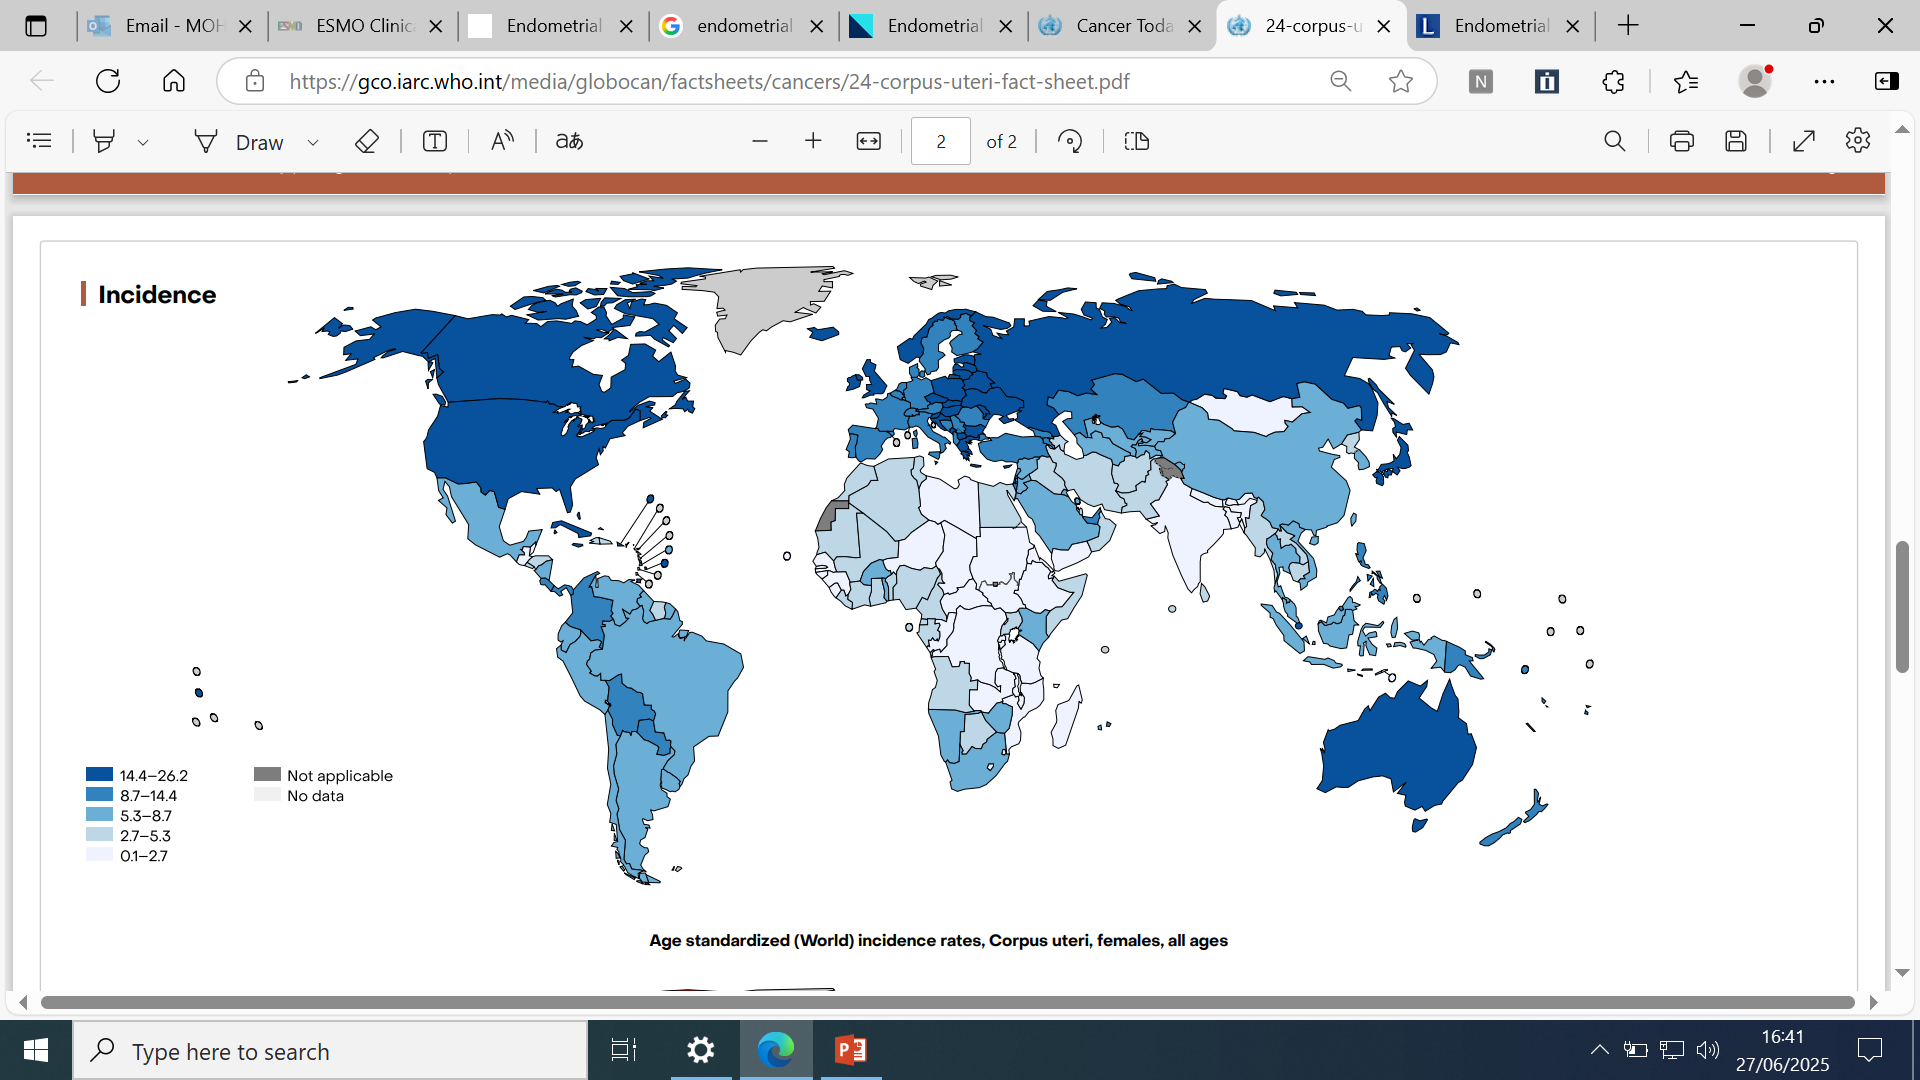 Email - MOH
ESMO Clinic
Endometrial
endometrial
Endometrial
Cancer Toda
24-corpus-u
Endometrial
https://gco.iarc.who.int/media/globocan/factsheets/cancers/24-corpus-uteri-fact-sheet.pdf
Draw
2 of 2
Incidence
14.4–26.2
8.7–14.4
5.3–8.7
2.7–5.3
0.1–2.7
Not applicable
No data
Age standardized (World) incidence rates, Corpus uteri, females, all ages
Type here to search
16:41
27/06/2025